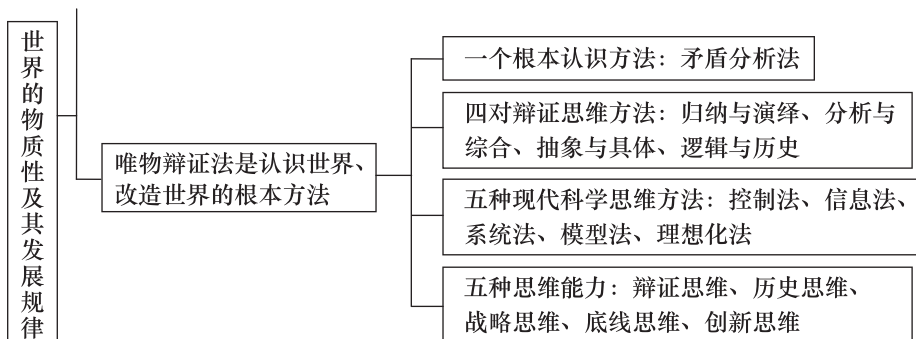 世界的物质性及其发展规律
唯物辩证法是认识世界、
改造世界的根本方法
一个根本认识方法：矛盾分析法
四对辩证思维方法：归纳与演绎、分析与
综合、抽象与具体、逻辑与历史
五种现代科学思维方法：控制法、信息法、
系统法、模型法、理想化法
五种思维能力：辩证思维、历史思维、
战略思维、底线思维、创新思维